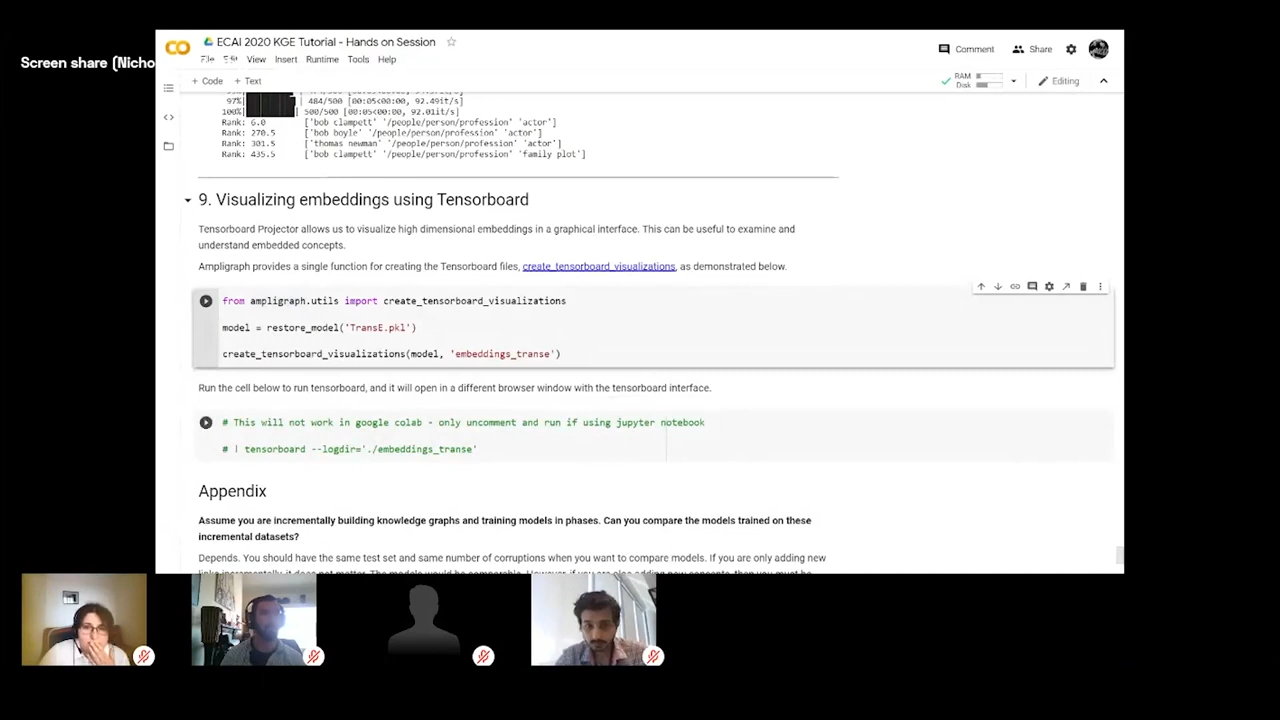 ECAI 2020 KGE Tutorial - Hands on Session
Comment
Share
Screen share (Nicho
File Edit View Insert Runtime Tools Help
+ Code + Text
RAM
Disk
Editing
97%| | 484/500 [00:05<00:00, 92.49it/s]
100%| | 500/500 [00:05<00:00, 92.01it/s]
Rank: 6.0 ['bob clampett' '/people/person/profession' 'actor']
Rank: 270.5 ['bob boyle' '/people/person/profession' 'actor']
Rank: 301.5 ['thomas newman' '/people/person/profession' 'actor']
Rank: 435.5 ['bob clampett' '/people/person/profession' 'family plot']
9. Visualizing embeddings using Tensorboard
Tensorboard Projector allows us to visualize high dimensional embeddings in a graphical interface. This can be useful to examine and
understand embedded concepts.
Ampligraph provides a single function for creating the Tensorboard files, create_tensorboard_visualizations, as demonstrated below.
from ampligraph.utils import create_tensorboard_visualizations
model = restore_model('TransE.pkl')
create_tensorboard_visualizations(model, 'embeddings_transe')
Run the cell below to run tensorboard, and it will open in a different browser window with the tensorboard interface.
# This will not work in google colab - only uncomment and run if using jupyter notebook
# ! tensorboard --logdir='./embeddings_transe'
Appendix
Assume you are incrementally building knowledge graphs and training models in phases. Can you compare the models trained on these
incremental datasets?
Depends. You should have the same test set and same number of corruptions when you want to compare models. If you are only adding new